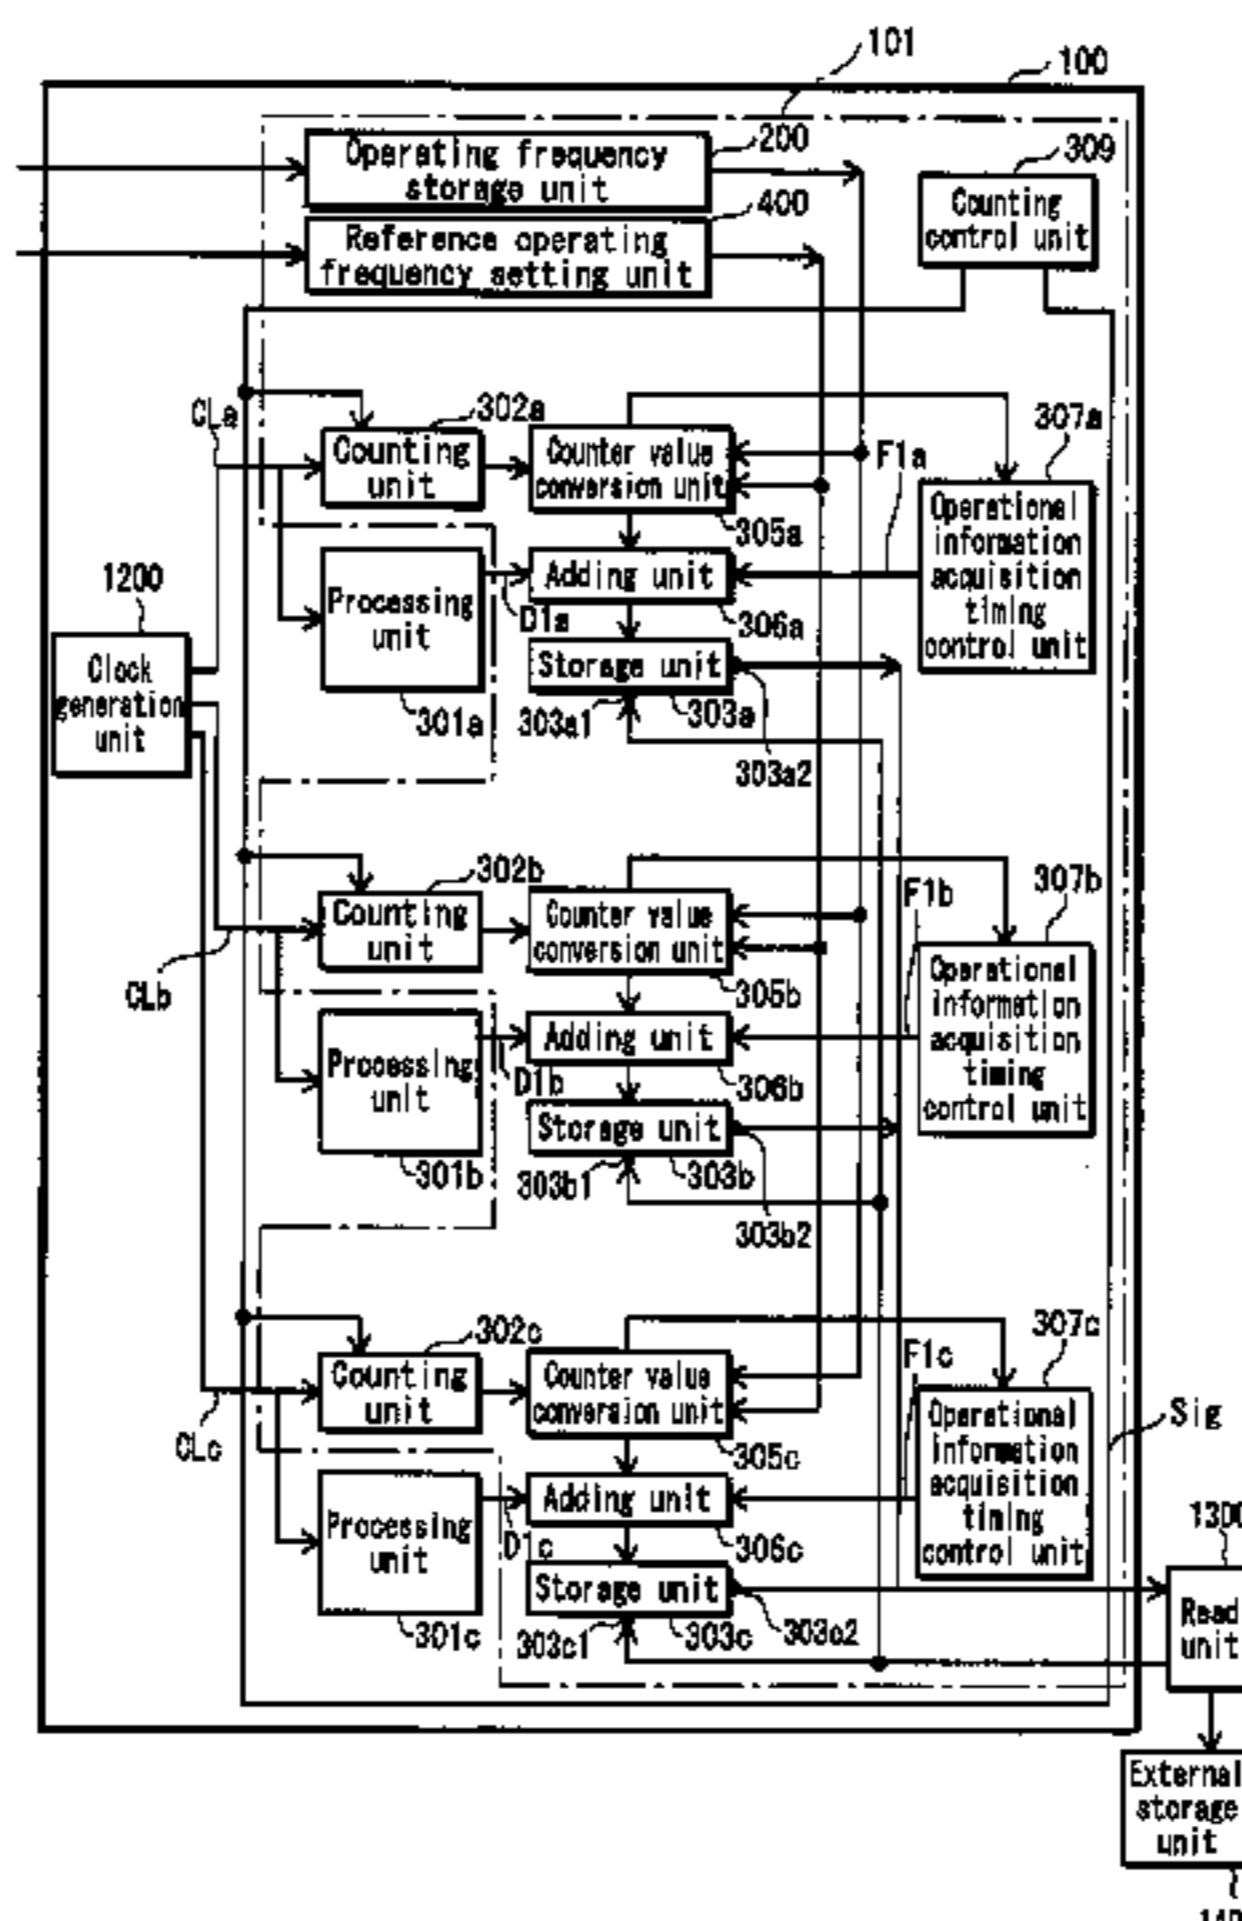 101
100
Operating frequency
storage unit
200
309
Counting
control unit
Reference operating
frequency setting unit
400
CLa
302a
Counting
unit
Counter value
conversion unit
305a
F1a
307a
Operational
information
acquisition
timing
control unit
1200
Clock
generation
unit
Processing
unit
301a
D1a
Adding unit
306a
Storage unit
303a1
303a
303a2
302b
Counting
unit
Counter value
conversion unit
305b
F1b
307b
Operational
information
acquisition
timing
control unit
CLb
Processing
unit
301b
D1b
Adding unit
306b
Storage unit
303b1
303b
303b2
302c
Counting
unit
Counter value
conversion unit
305c
F1c
307c
Operational
information
acquisition
timing
control unit
Sig
CLc
Processing
unit
301c
D1c
Adding unit
306c
Storage unit
303c1
303c
303c2
1300
Read
unit
External
storage
unit